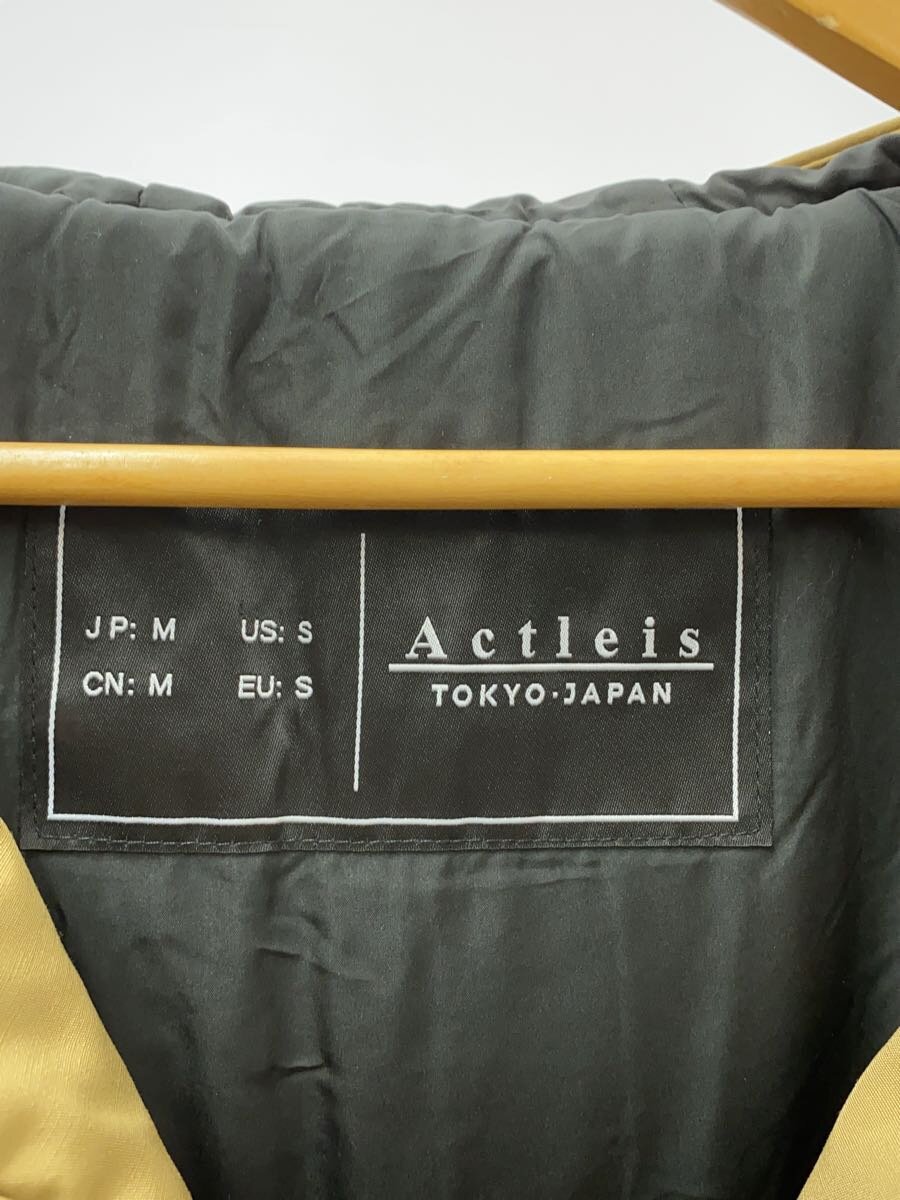 JP: M US: S
CN: M EU: S
Actleis
TOKYO·JAPAN